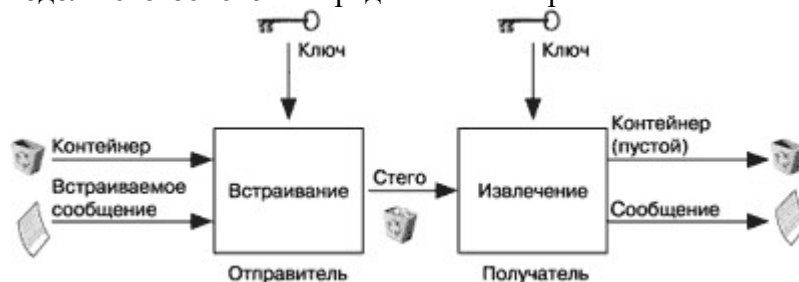 Ключ
Ключ
Контейнер
Встраиваемое
сообщение
Встраивание
Стего
Извлечение
Контейнер
(пустой)
Сообщение
Отправитель
Получатель